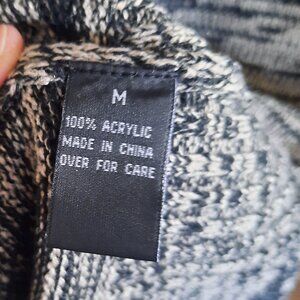 M
100% ACRYLIC
MADE IN CHINA
OVER FOR CARE